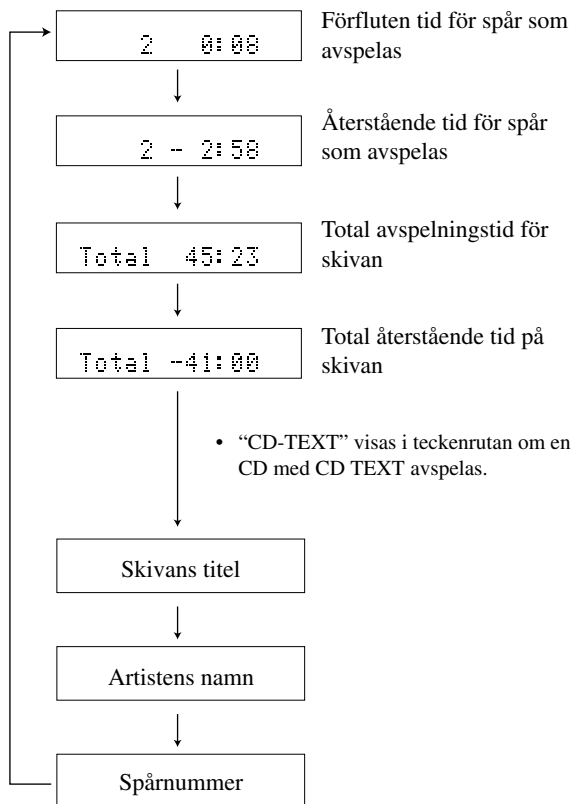 2 0:08
Förfluten tid för spår som
avspelas
2 - 2:58
Återstående tid för spår
som avspelas
Total 45:23
Total avspelningstid för
skivan
Total -41:00
Total återstående tid på
skivan
• “CD-TEXT” visas i teckenrutan om en
CD med CD TEXT avspelas.
Skivans titel
Artistens namn
Spårnummer